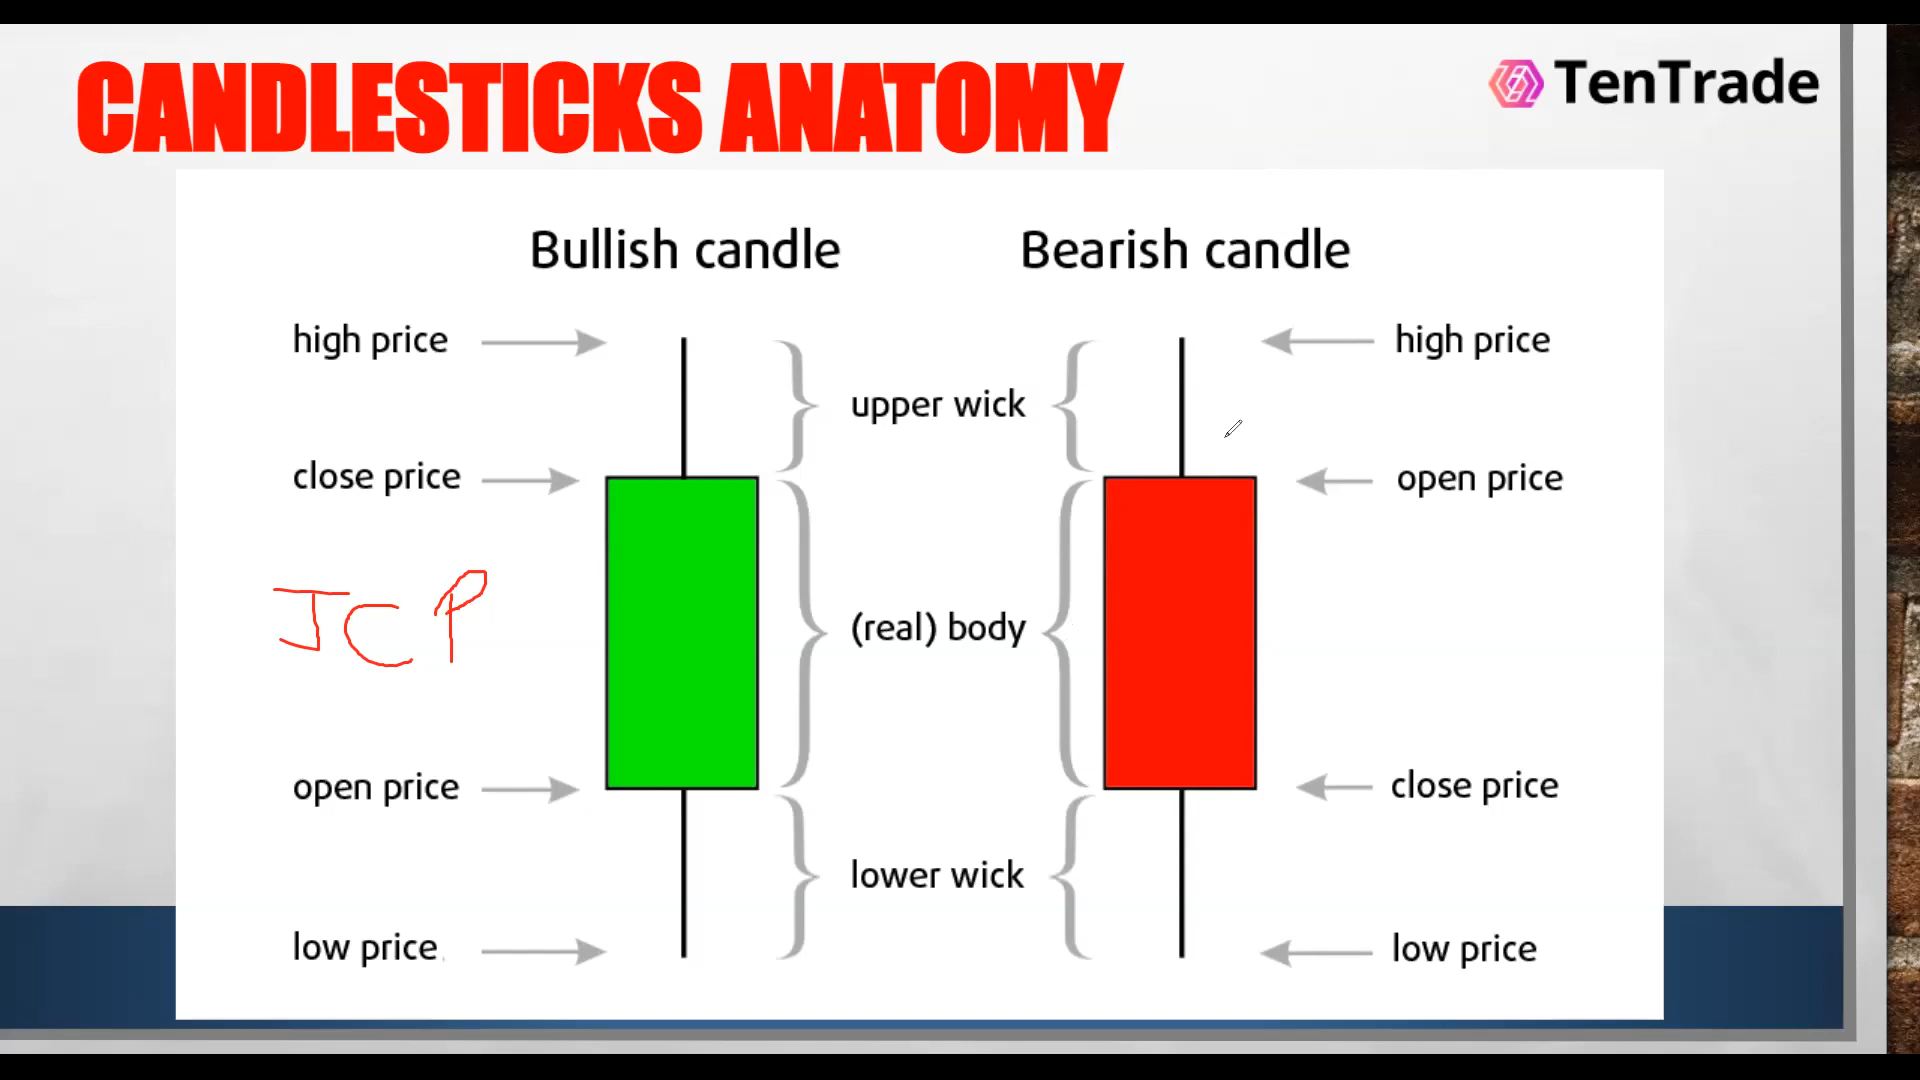 CANDLESTICKS ANATOMY
TenTrade
Bullish candle
Bearish candle
high price
high price
upper wick
close price
open price
JCP
(real) body
open price
close price
lower wick
low price
low price